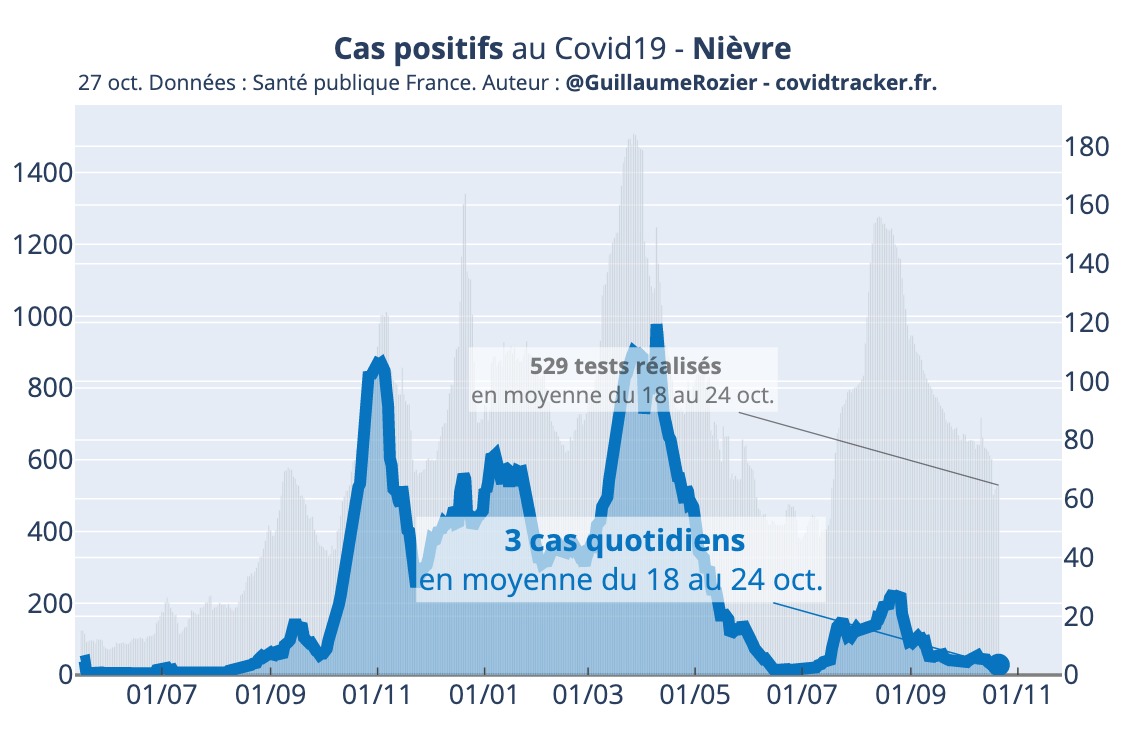 Cas positifs au Covid19 - Nièvre
27 oct. Données : Santé publique France. Auteur : @GuillaumeRozier - covidtracker.fr.
1400
1200
1000
800
600
400
200
0
180
160
140
120
100
80
60
40
20
0
529 tests réalisés
en moyenne du 18 au 24 oct.
3 cas quotidiens
en moyenne du 18 au 24 oct.
01/07 01/09 01/11 01/01 01/03 01/05 01/07 01/09 01/11